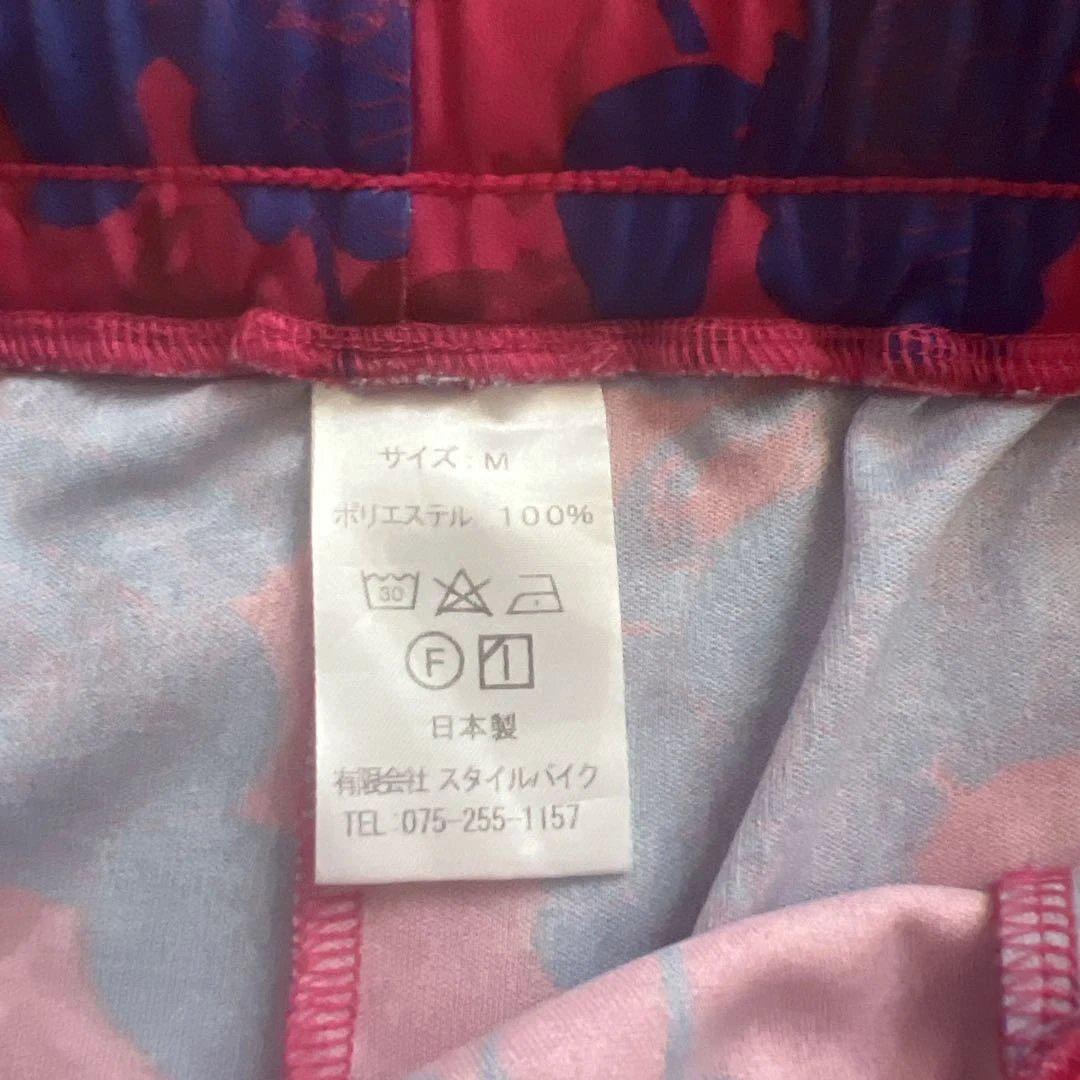 サイズ：M
ポリエステル 100%
30
F
日本製
有限会社 スタイルバイク
TEL:075-255-1157